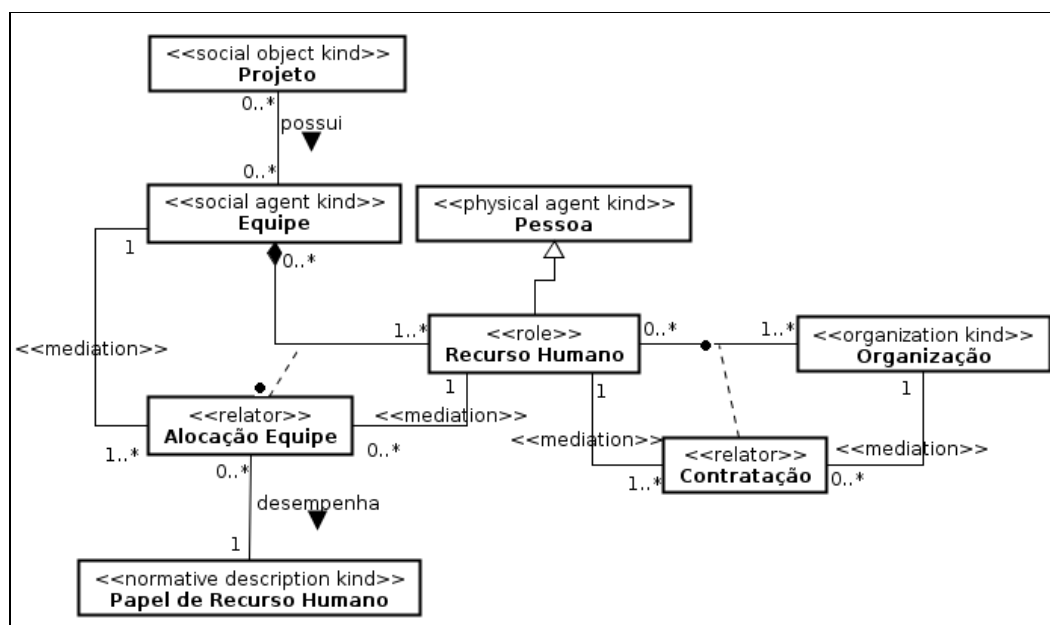 <<social object kind>>
Projeto
0..*
possui
0..*
<<social agent kind>>
Equipe
<<physical agent kind>>
Pessoa
1
0..*
1..*
<<role>>
Recurso Humano
0..*
1..*
<<organization kind>>
Organização
<<mediation>>
1
1
1
<<relator>>
Alocação Equipe
<<mediation>>
<<mediation>>
<<relator>>
Contratação
<<mediation>>
1..*
0..*
0..*
1..*
0..*
desempenha
1
<<normative description kind>>
Papel de Recurso Humano